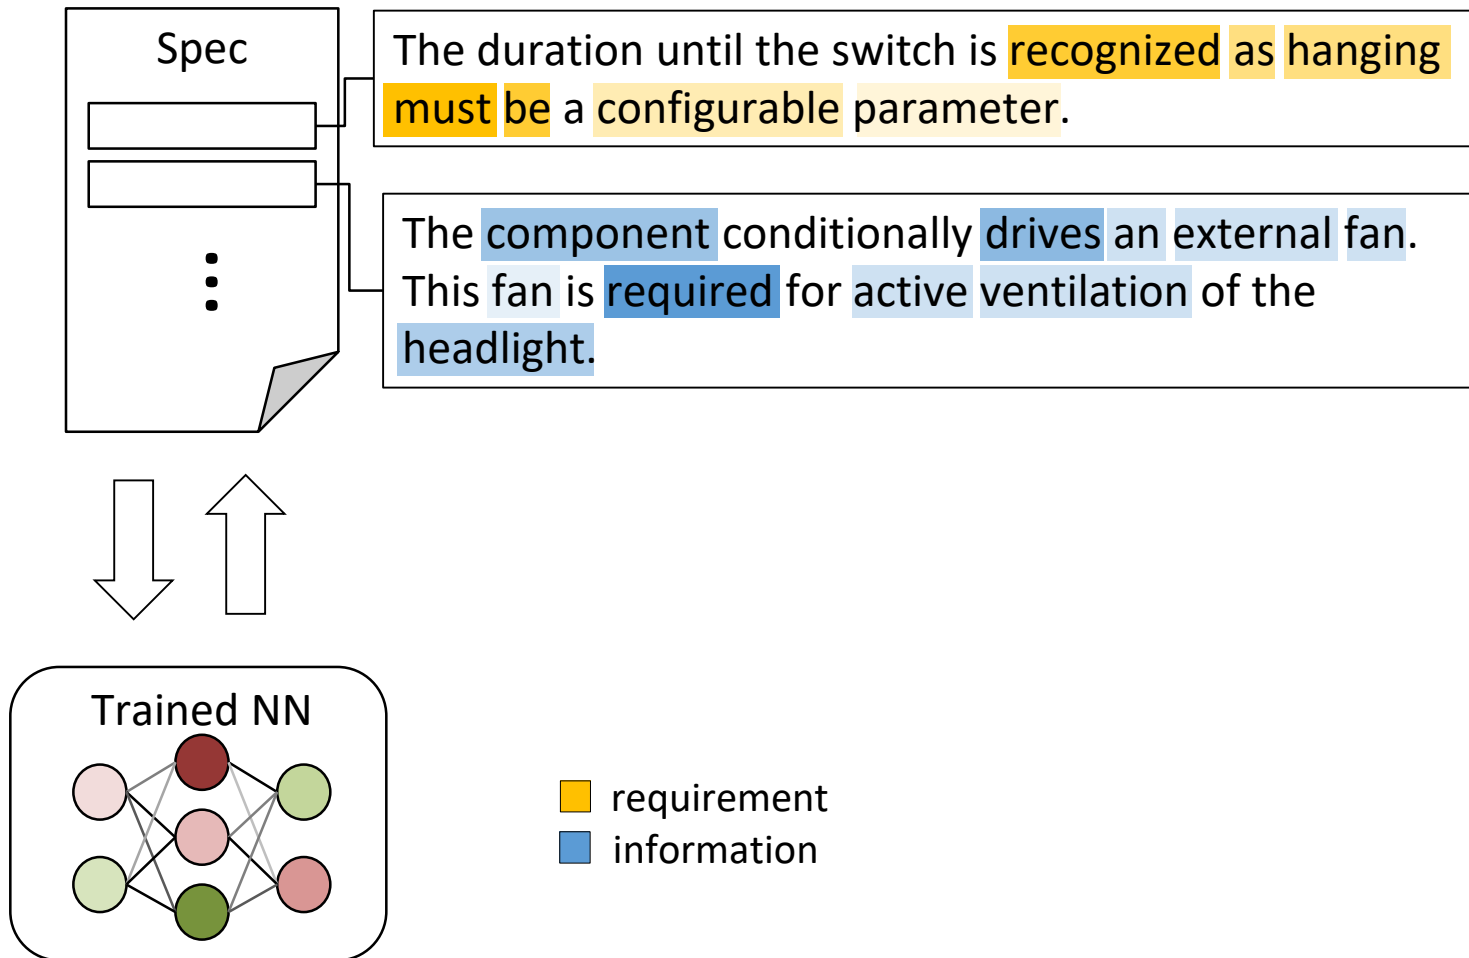 Spec
The duration until the switch is recognized as hanging
must be a configurable parameter.
The component conditionally drives an external fan.
This fan is required for active ventilation of the
headlight.
Trained NN
requirement
information